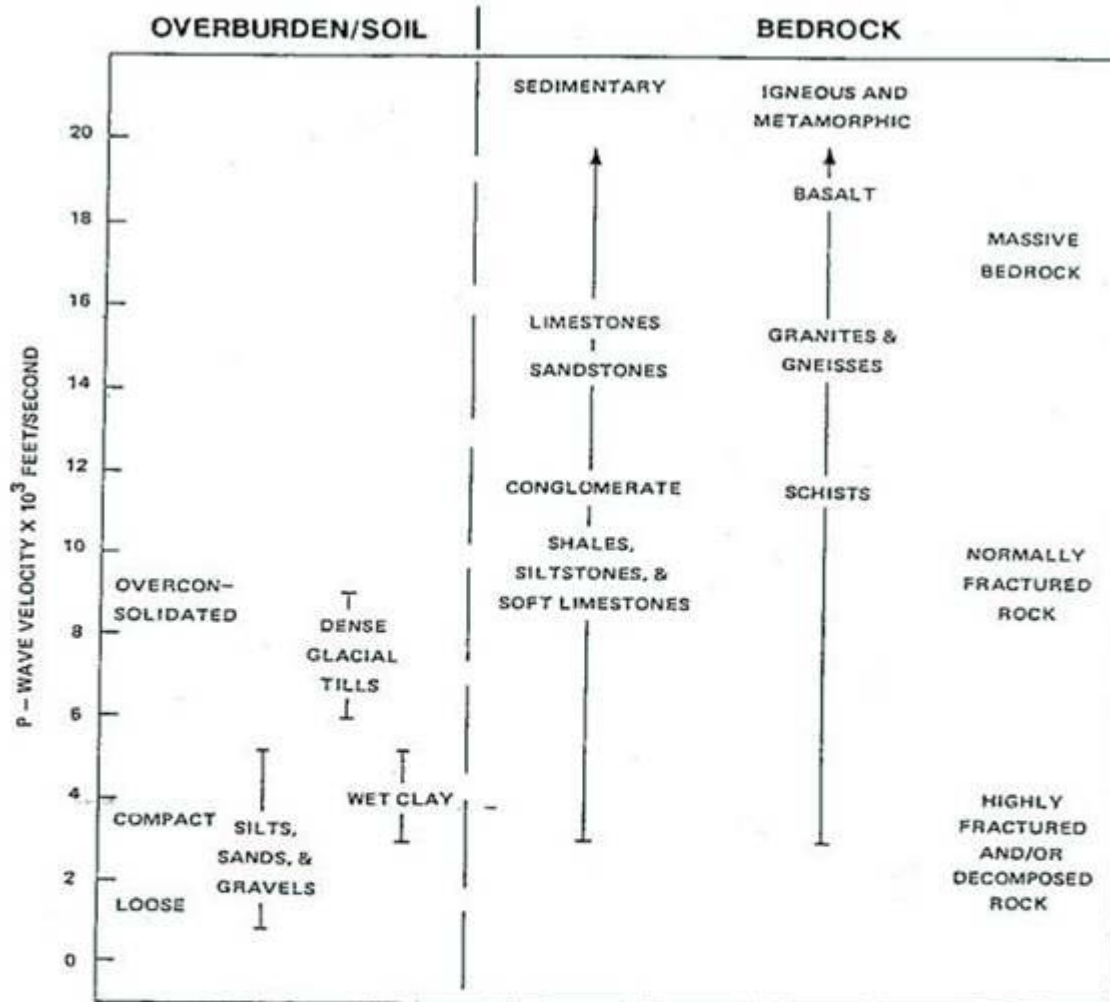 OVERBURDEN/SOIL
BEDROCK
P – WAVE VELOCITY X 10³ FEET/SECOND
20
18
16
14
12
10
8
6
4
2
0
OVERCON-
SOLIDATED
COMPACT
LOOSE
SILTS,
SANDS, &
GRAVELS
DENSE
GLACIAL
TILLS
WET CLAY
SEDIMENTARY
LIMESTONES
SANDSTONES
CONGLOMERATE
SHALES,
SILTSTONES, &
SOFT LIMESTONES
IGNEOUS AND
METAMORPHIC
BASALT
GRANITES &
GNEISSES
SCHISTS
MASSIVE
BEDROCK
NORMALLY
FRACTURED
ROCK
HIGHLY
FRACTURED
AND/OR
DECOMPOSED
ROCK